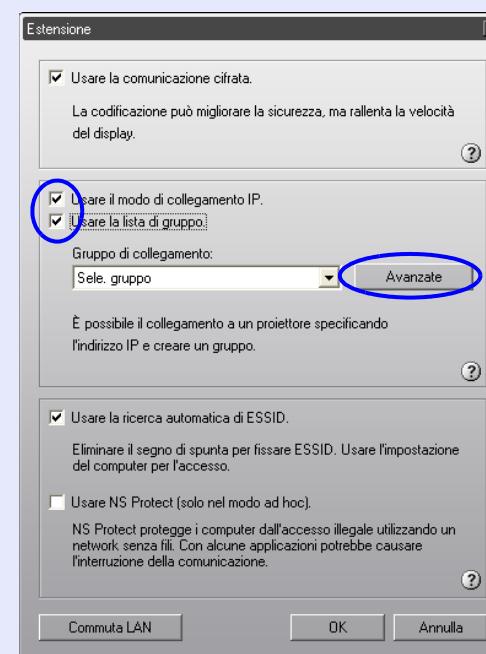 Estensione
Usare la comunicazione cifrata.
La codificazione può migliorare la sicurezza, ma rallenta la velocità
del display.
?
Usare il modo di collegamento IP.
Usare la lista di gruppo.
Gruppo di collegamento:
Sele. gruppo
Avanzate
È possibile il collegamento a un proiettore specificando
l'indirizzo IP e creare un gruppo.
?
Usare la ricerca automatica di ESSID.
Eliminare il segno di spunta per fissare ESSID. Usare l'impostazione
del computer per l'accesso.
Usare NS Protect (solo nel modo ad hoc).
NS Protect protegge i computer dall'accesso illegale utilizzando un
network senza fili. Con alcune applicazioni potrebbe causare
l'interruzione della comunicazione.
?
Commuta LAN
OK
Annulla